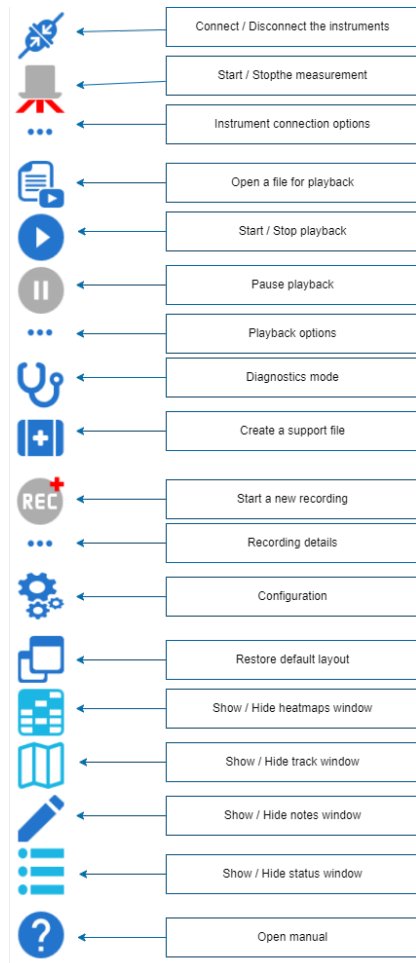 Connect / Disconnect the instruments
Start / Stopthe measurement
Instrument connection options
Open a file for playback
Start / Stop playback
Pause playback
Playback options
Diagnostics mode
Create a support file
REC
Start a new recording
Recording details
Configuration
Restore default layout
Show / Hide heatmaps window
Show / Hide track window
Show / Hide notes window
Show / Hide status window
?
Open manual